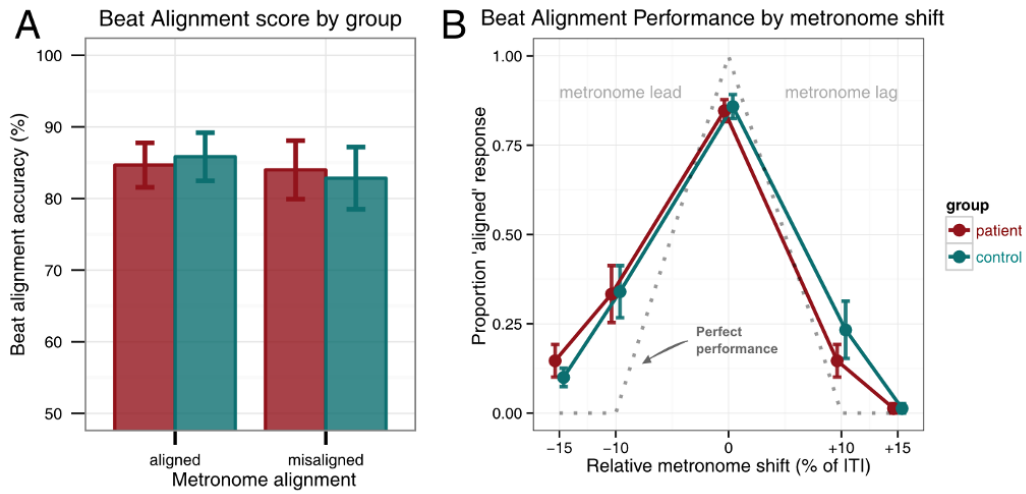 A
Beat Alignment score by group
Beat alignment accuracy (%)
100
90
80
70
60
50
aligned
misaligned
Metronome alignment
B
Beat Alignment Performance by metronome shift
Proportion 'aligned' response
1.00
0.75
0.50
0.25
0.00
metronome lead
metronome lag
Perfect
performance
−15
−10
0
+10
+15
Relative metronome shift (% of ITI)
group
patient
control